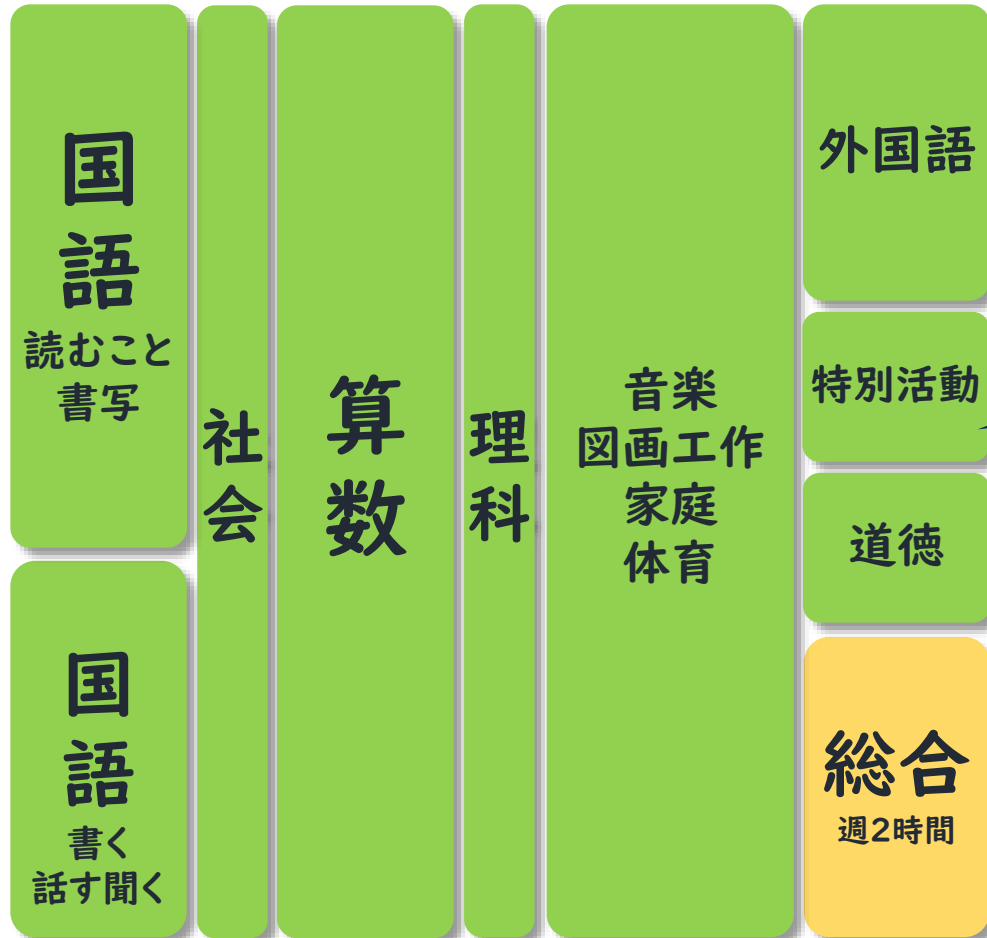 国語
読むこと
書写
国語
書く
話す聞く
社会
算数
理科
音楽
図画工作
家庭
体育
外国語
特別活動
道徳
総合
週2時間